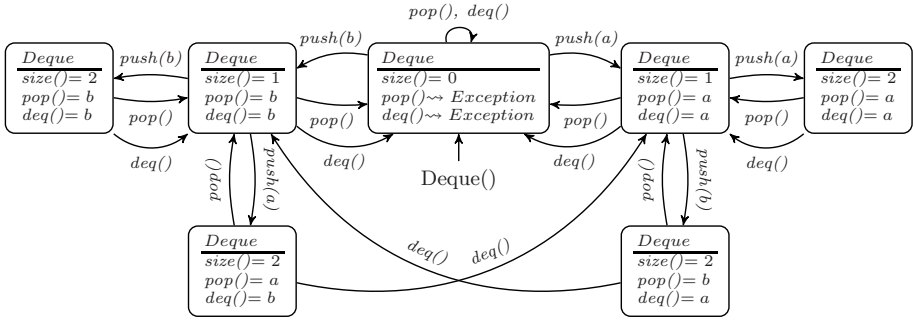 pop(), deq()
push(b)
push(b)
push(a)
push(a)
Deque
size()= 2
pop()= b
deq()= b
Deque
size()= 1
pop()= b
deq()= b
Deque
size()= 0
pop()⇝ Exception
deq()⇝ Exception
Deque
size()= 1
pop()= a
deq()= a
Deque
size()= 2
pop()= a
deq()= a
pop()
pop()
pop()
pop()
deq()
deq()
deq()
deq()
Deque()
pop()
push(a)
pop()
push(b)
deq()
deq()
Deque
size()= 2
pop()= a
deq()= b
Deque
size()= 2
pop()= b
deq()= a